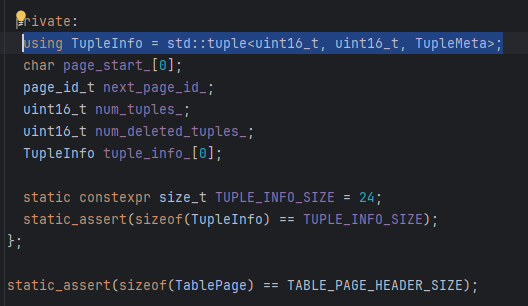 private:
using TupleInfo = std::tuple<uint16_t, uint16_t, TupleMeta>;
char page_start_[0];
page_id_t next_page_id_;
uint16_t num_tuples_;
uint16_t num_deleted_tuples_;
TupleInfo tuple_info_[0];
static constexpr size_t TUPLE_INFO_SIZE = 24;
static_assert(sizeof(TupleInfo) == TUPLE_INFO_SIZE);
};
static_assert(sizeof(TablePage) == TABLE_PAGE_HEADER_SIZE);